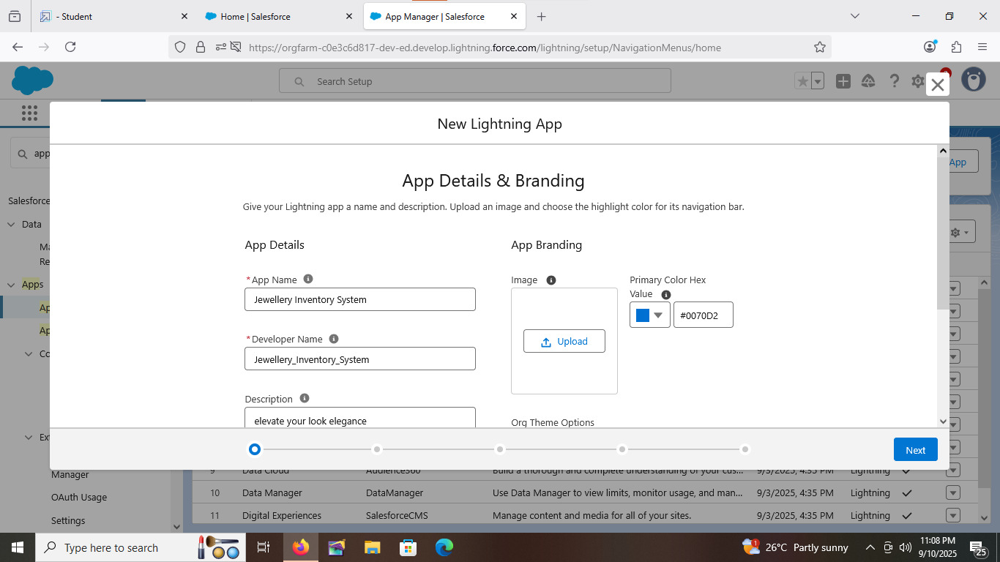 - Student
Home | Salesforce
App Manager | Salesforce
https://orgfarm-c0e3c6d817-dev-ed.develop.lightning.force.com/lightning/setup/NavigationMenus/home
Search Setup
New Lightning App
app
App
App Details & Branding
Give your Lightning app a name and description. Upload an image and choose the highlight color for its navigation bar.
Salesforce
Data
Apps
App Details
App Branding
*App Name
Image
Primary Color Hex
Value
Jewellery Inventory System
#0070D2
*Developer Name
Upload
Jewellery_Inventory_System
Description
elevate your look elegance
Org Theme Options
Next
9 Data Cloud Audience360 Build a thorough and complete understanding of your cus... 9/3/2025, 4:35 PM Lightning
Manager
10 Data Manager DataManager Use Data Manager to view limits, monitor usage, and man... 9/3/2025, 4:35 PM Lightning
OAuth Usage
11 Digital Experiences SalesforceCMS Manage content and media for all of your sites. 9/3/2025, 4:35 PM Lightning
Settings
Type here to search
26°C Partly sunny
11:08 PM
9/10/2025
25